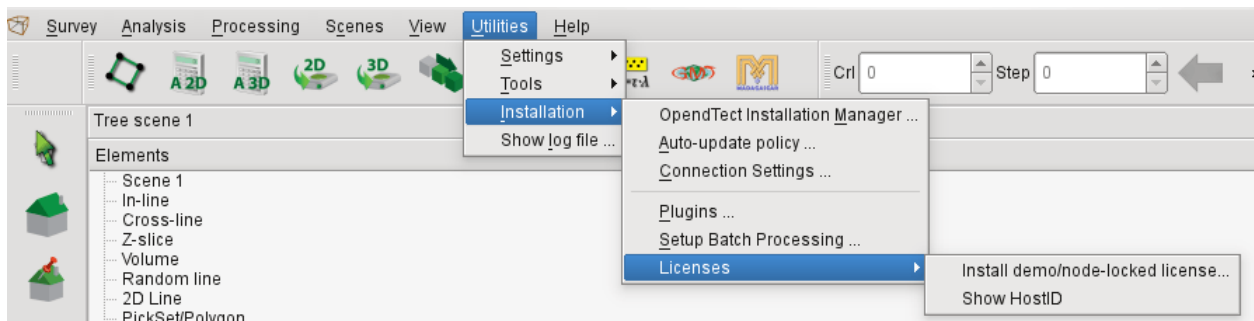 Survey Analysis Processing Scenes View Utilities Help
A 2D A 3D 2D 3D MADAGASCAR Crl 0 Step 0
Settings
Tools
Installation
Show log file ...
OpendTect Installation Manager ...
Auto-update policy ...
Connection Settings ...
Plugins ...
Setup Batch Processing ...
Licenses
Install demo/node-locked license...
Show HostID
Tree scene 1
Elements
Scene 1
In-line
Cross-line
Z-slice
Volume
Random line
2D Line
PickSet/Polygon